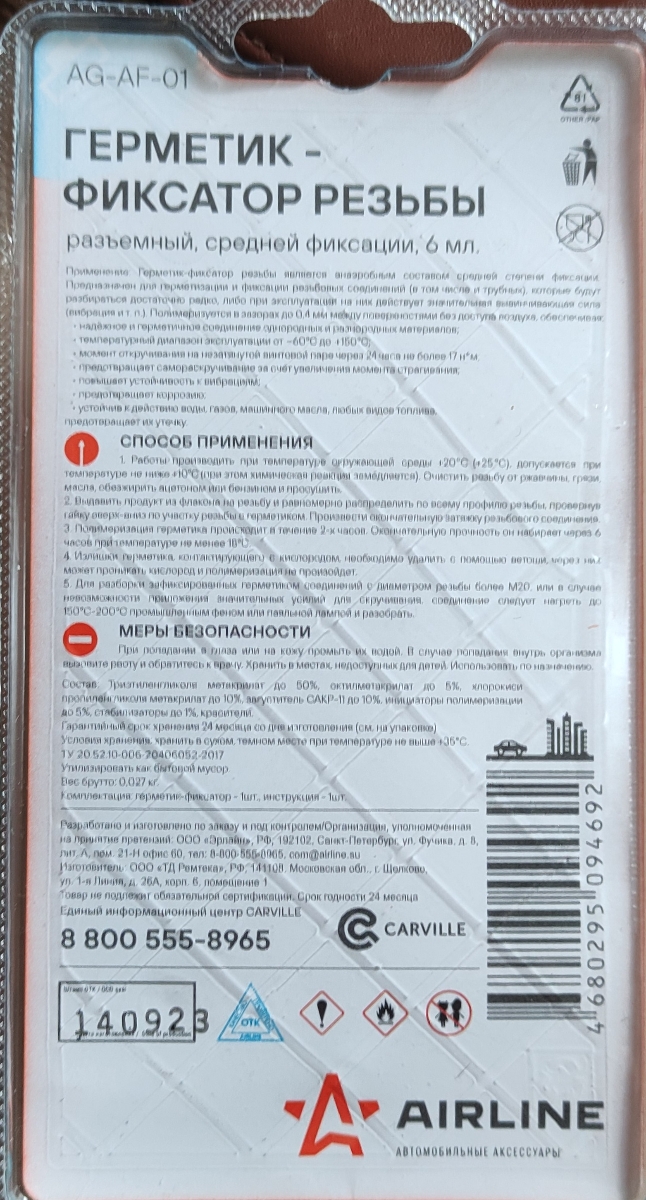 AG-AF-01
81
OTHER /PAP
ГЕРМЕТИК -
ФИКСАТОР РЕЗЬБЫ
разъемный, средней фиксации, 6 мл.
Применение: Герметик-фиксатор резьбы является анаэробным составом средней степени фиксации.
Предназначен для герметизации и фиксации резьбовых соединений (в том числе и трубных), которые будут
разбираться достаточно редко, либо при эксплуатации на них действует значительная вывинчивающая сила
(вибрация и т. п.). Полимеризуется в зазорах до 0,4 мм между поверхностями без доступа воздуха, обеспечивая:
• надежное и герметичное соединение однородных и разнородных материалов;
• температурный диапазон эксплуатации от -60°С до +150°С;
• момент откручивания на незатянутой винтовой паре через 24 часа не более 17 н*м.
• предотвращает самораскручивание за счёт увеличения момента страгивания;
• повышает устойчивость к вибрациям;
• предотвращает коррозию;
• устойчив к действию воды, газов, машинного масла, любых видов топлива,
предотвращает их утечку.
СПОСОБ ПРИМЕНЕНИЯ
1. Работы производить при температуре окружающей среды +20°С (+25°С), допускается при
температуре не ниже +10°С (при этом химическая реакция замедляется). Очистить резьбу от ржавчины, грязи,
масла, обезжирить ацетоном или бензином и просушить.
2. Выдавить продукт из флакона на резьбу и равномерно распределить по всему профилю резьбы, провернув
гайку вверх-вниз по участку резьбы с герметиком. Произвести окончательную затяжку резьбового соединения.
3. Полимеризация герметика происходит в течение 2-х часов. Окончательную прочность он набирает через 6
часов при температуре не менее 18°С.
4. Излишки герметика, контактирующего с кислородом, необходимо удалить с помощью ветоши, через них
может проникать кислород и полимеризация не произойдет.
5. Для разборки зафиксированных герметиком соединений с диаметром резьбы более М20, или в случае
невозможности приложения значительных усилий для скручивания, соединение следует нагреть до
150°С-200°С промышленным феном или паяльной лампой и разобрать.
МЕРЫ БЕЗОПАСНОСТИ
При попадании в глаза или на кожу промыть их водой. В случае попадания внутрь организма
вызовите рвоту и обратитесь к врачу. Хранить в местах, недоступных для детей. Использовать по назначению.
Состав: Триэтиленгликоля метакрилат до 50%, октилметакрилат до 5%, хлорокиси
пропиленгликоля метакрилат до 10%, загуститель САКР-11 до 10%, инициаторы полимеризации
до 5%, стабилизаторы до 1%, красители.
Гарантийный срок хранения 24 месяца со дня изготовления (см. на упаковке)
Условия хранения: хранить в сухом, темном месте при температуре не выше +35°С.
ТУ 20.52.10-006-20406052-2017
Утилизировать как бытовой мусор
Вес брутто: 0,027 кг.
Комплектация: герметик-фиксатор - 1шт., инструкция - 1шт.
Разработано и изготовлено по заказу и под контролем/Организация, уполномоченная
на принятие претензий: ООО «Эрлайн», РФ, 192102, Санкт-Петербург, ул. Фучика, д. 8,
лит. А, пом. 21-Н офис 60, тел: 8-800-555-8965, com@airline.su
Изготовитель: ООО «ТД Ремтека», РФ, 141108, Московская обл., г. Щелково,
ул. 1-я Линия, д. 26А, корп. 6, помещение 1
Товар не подлежит обязательной сертификации. Срок годности 24 месяца
Единый информационный центр CARVILLE
8 800 555-8965
CARVILLE
4 680295 094692
140923
ОТК
AIRLINE
АВТОМОБИЛЬНЫЕ АКСЕССУАРЫ